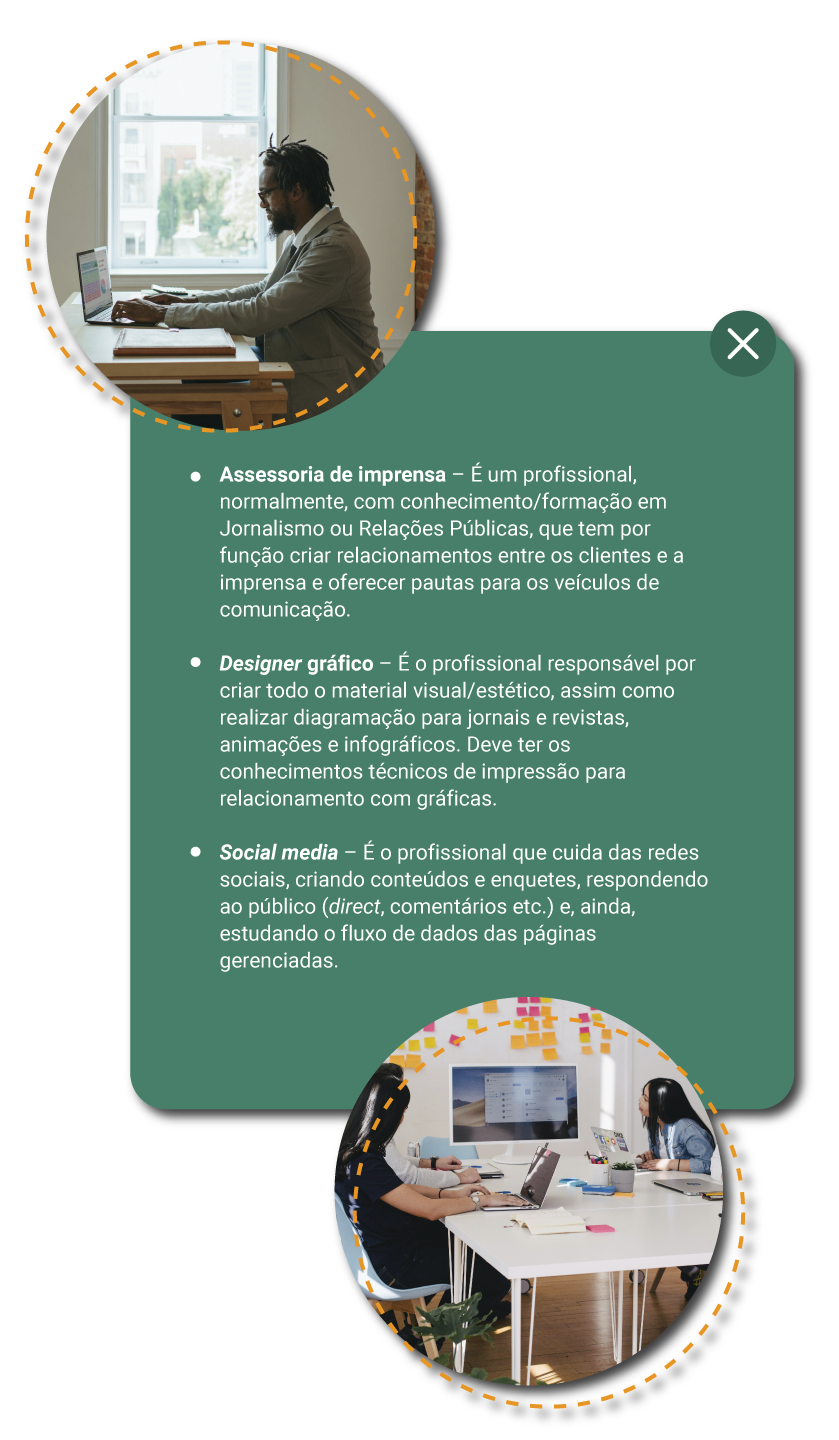 • Assessoria de imprensa – É um profissional,
normalmente, com conhecimento/formação em
Jornalismo ou Relações Públicas, que tem por
função criar relacionamentos entre os clientes e a
imprensa e oferecer pautas para os veículos de
comunicação.
• Designer gráfico – É o profissional responsável por
criar todo o material visual/estético, assim como
realizar diagramação para jornais e revistas,
animações e infográficos. Deve ter os
conhecimentos técnicos de impressão para
relacionamento com gráficas.
• Social media – É o profissional que cuida das redes
sociais, criando conteúdos e enquetes, respondendo
ao público (direct, comentários etc.) e, ainda,
estudando o fluxo de dados das páginas
gerenciadas.